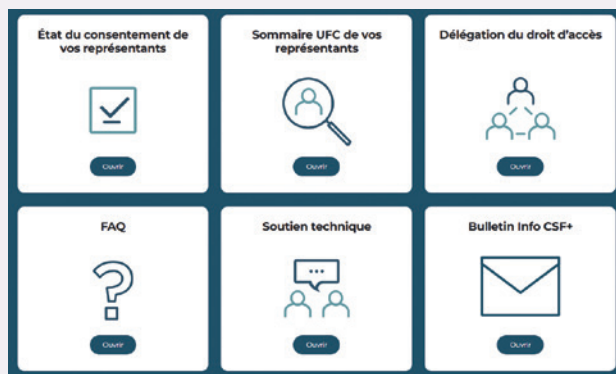 État du consentement de
vos représentants
Ouvrir
Sommaire UFC de vos
représentants
Ouvrir
Délégation du droit d'accès
Ouvrir
FAQ
Ouvrir
Soutien technique
Ouvrir
Bulletin Info CSF+
Ouvrir